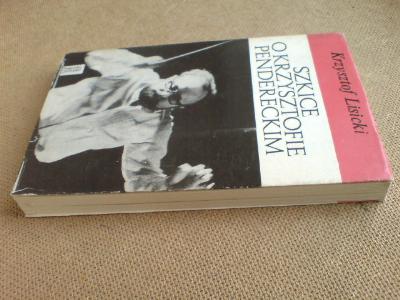 Krzysztof Lisicki
SZKICE
O KRZYSZTOFIE
PENDERECKIM